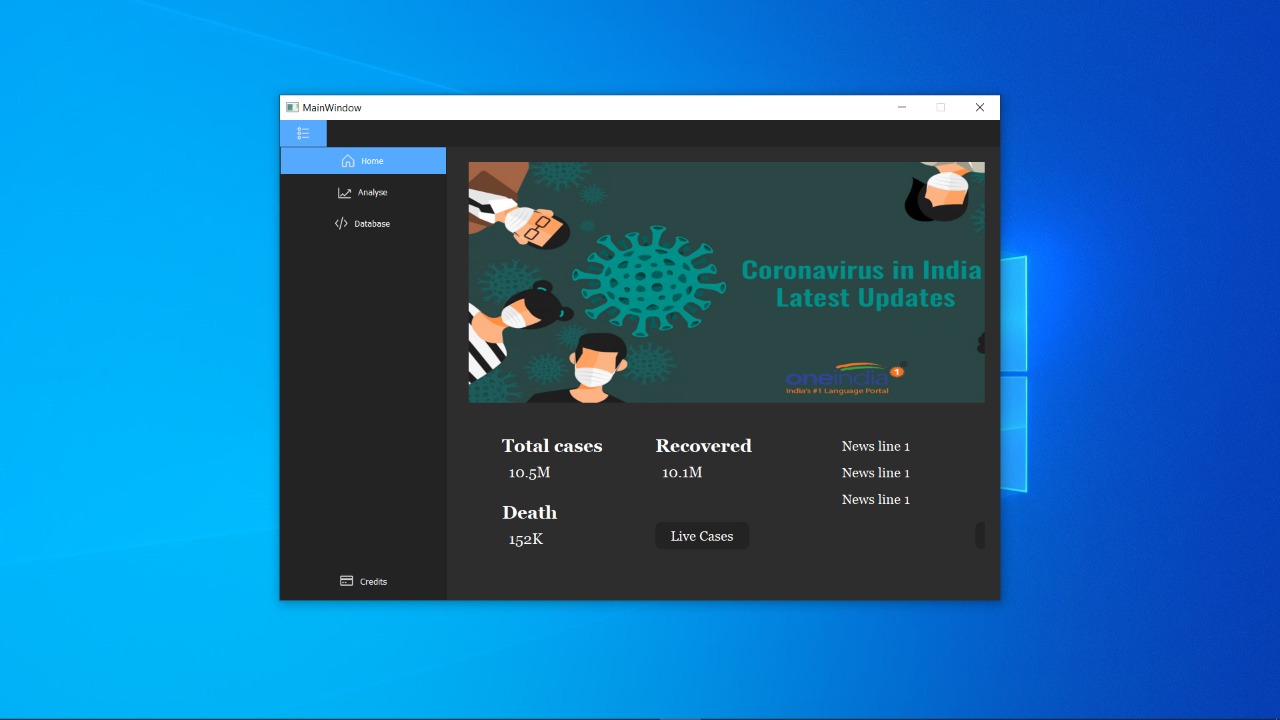 MainWindow
Home
Analyse
Database
Credits
Coronavirus in India
Latest Updates
oneindia 1
India's #1 Language Portal
Total cases
10.5M
Recovered
10.1M
Death
152K
Live Cases
News line 1
News line 1
News line 1